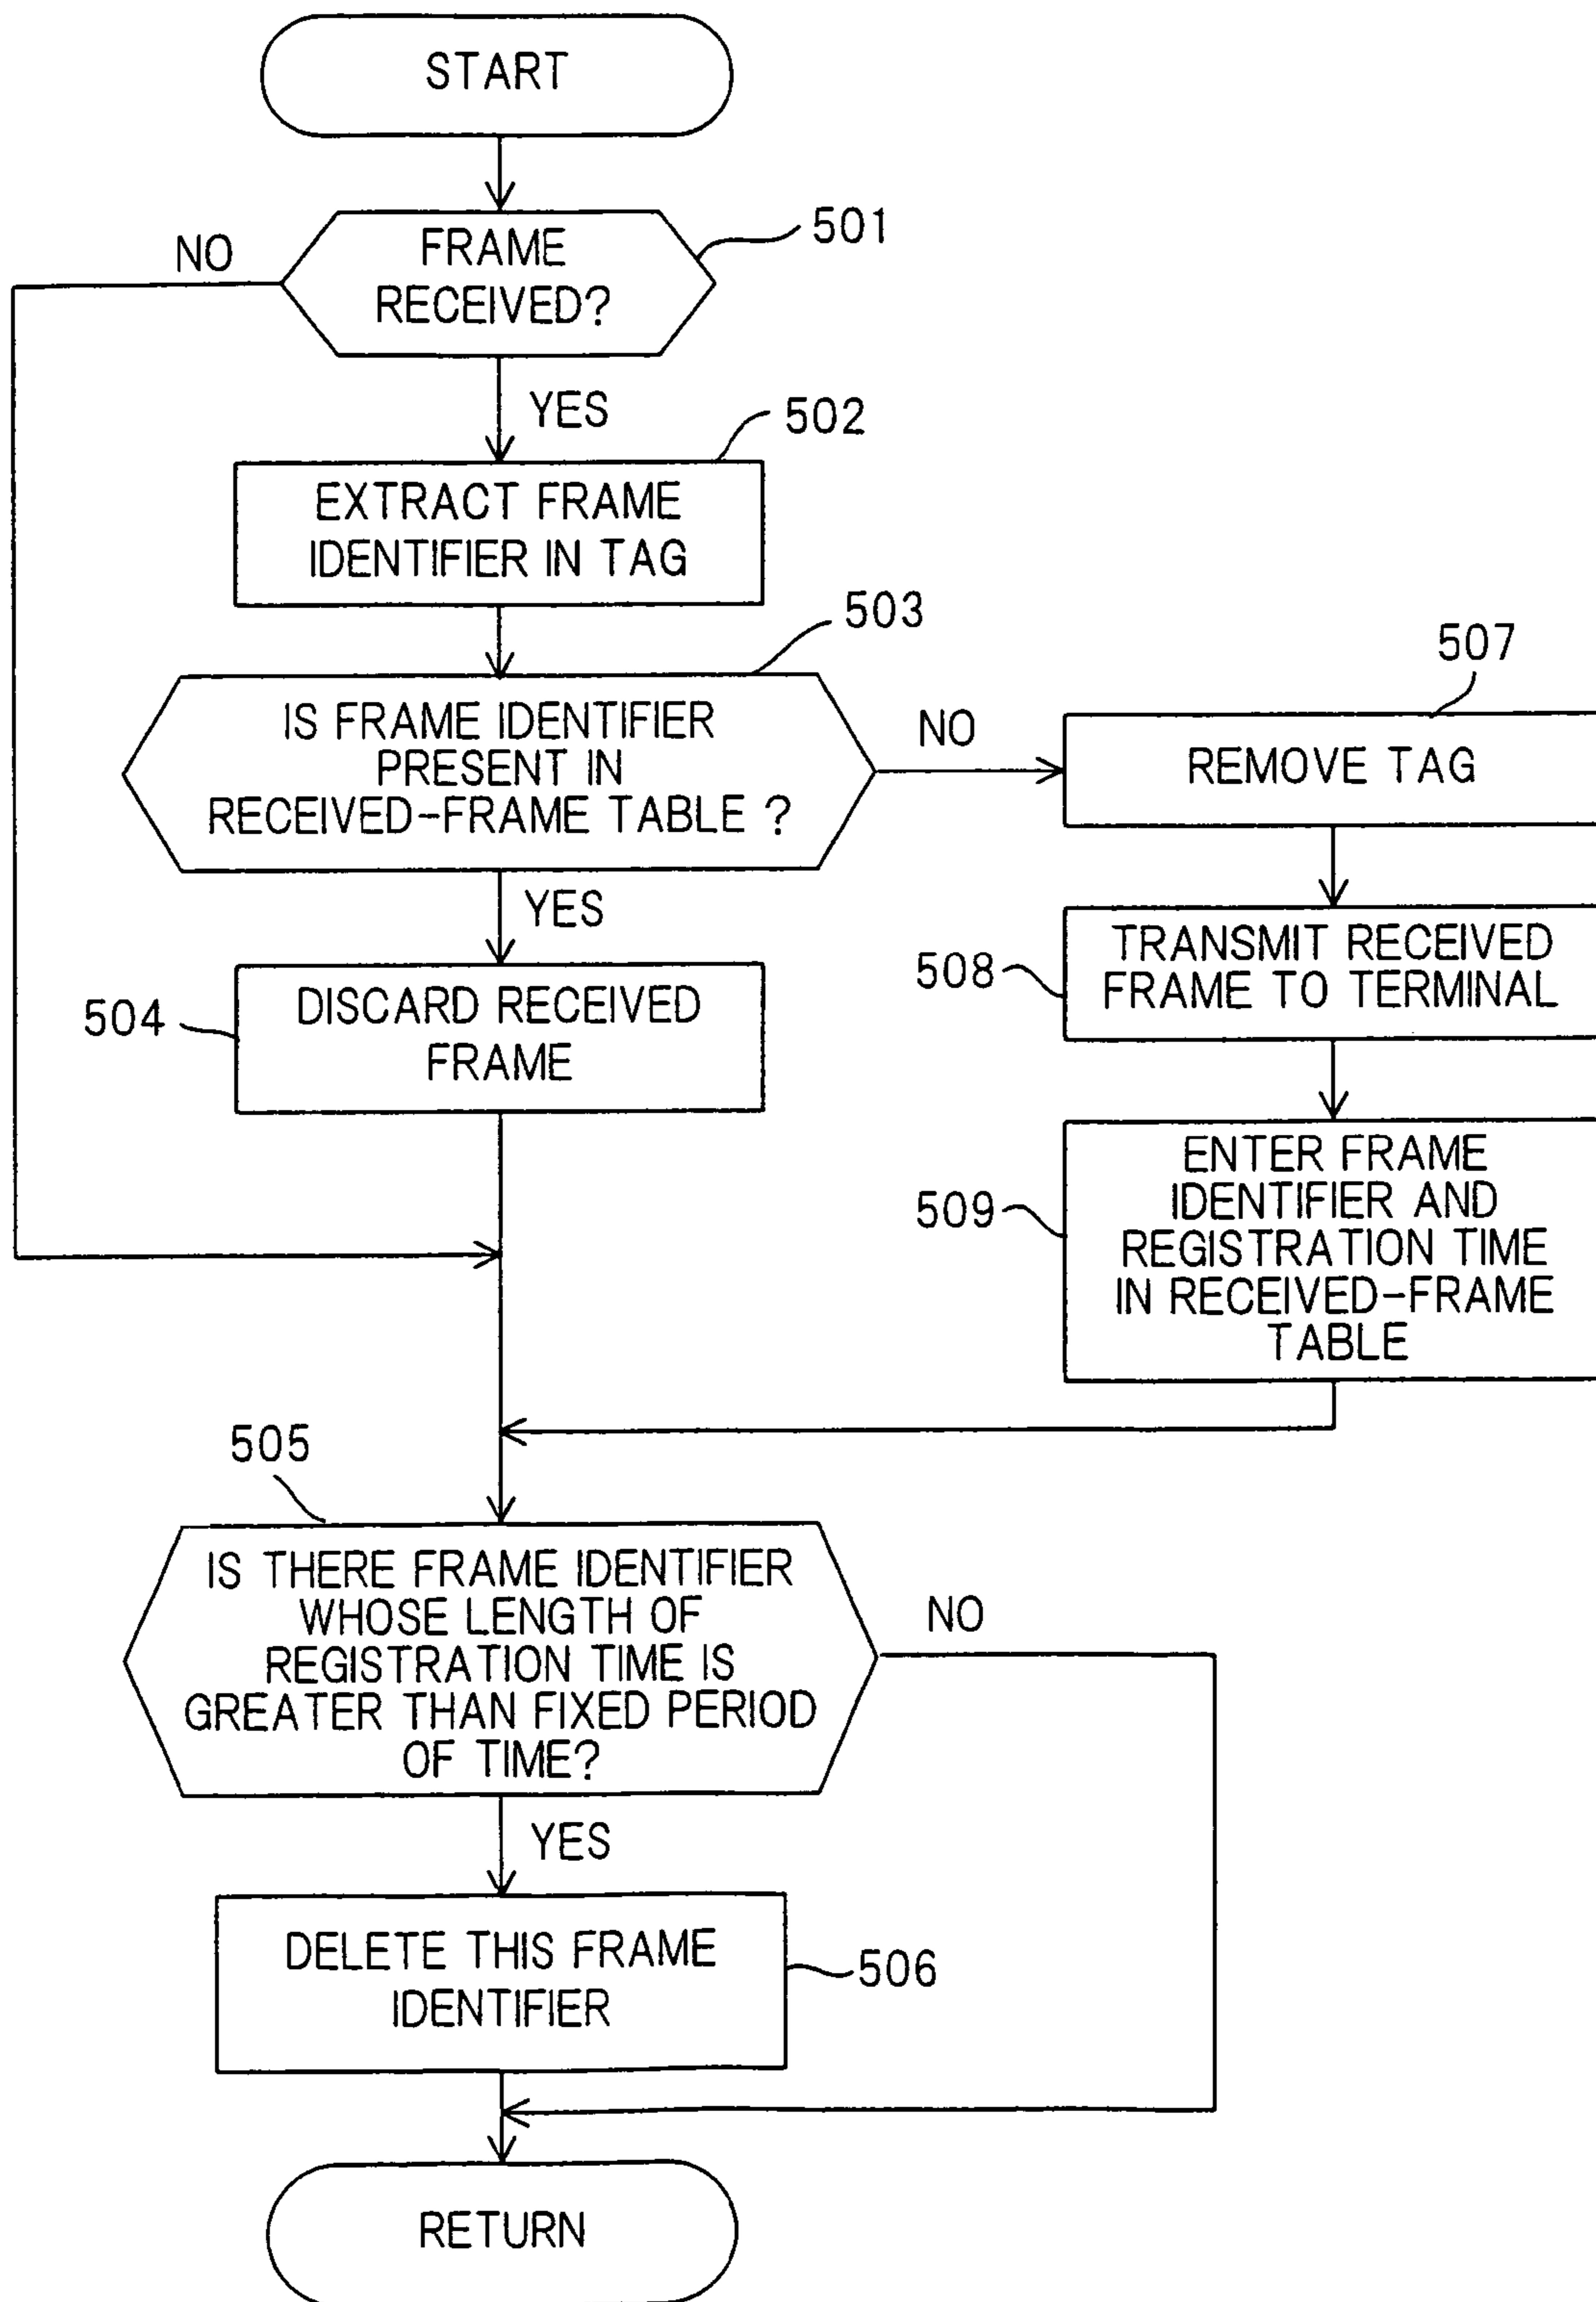 START
NO
FRAME
RECEIVED?
501
YES
502
EXTRACT FRAME
IDENTIFIER IN TAG
503
IS FRAME IDENTIFIER
PRESENT IN
RECEIVED-FRAME TABLE ?
NO
507
REMOVE TAG
YES
504
DISCARD RECEIVED
FRAME
508
TRANSMIT RECEIVED
FRAME TO TERMINAL
509
ENTER FRAME
IDENTIFIER AND
REGISTRATION TIME
IN RECEIVED-FRAME
TABLE
505
IS THERE FRAME IDENTIFIER
WHOSE LENGTH OF
REGISTRATION TIME IS
GREATER THAN FIXED PERIOD
OF TIME?
NO
YES
DELETE THIS FRAME
IDENTIFIER
506
RETURN